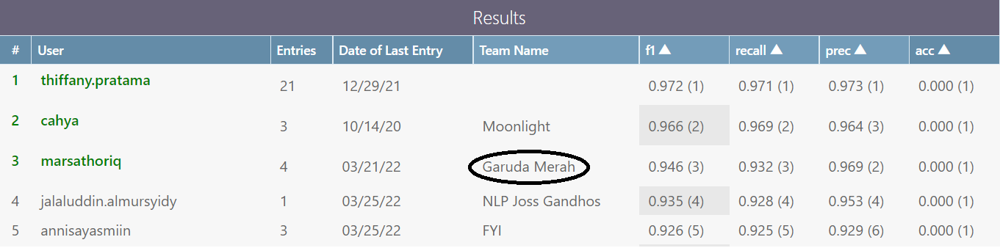 Results
# User Entries Date of Last Entry Team Name f1 ▲ recall ▲ prec ▲ acc ▲
1 thiffany.pratama 21 12/29/21 0.972 (1) 0.971 (1) 0.973 (1) 0.000 (1)
2 cahya 3 10/14/20 Moonlight 0.966 (2) 0.969 (2) 0.964 (3) 0.000 (1)
3 marsathoriq 4 03/21/22 Garuda Merah 0.946 (3) 0.932 (3) 0.969 (2) 0.000 (1)
4 jalaluddin.almursyidy 1 03/25/22 NLP Joss Gandhos 0.935 (4) 0.928 (4) 0.953 (4) 0.000 (1)
5 annisayasmiin 3 03/25/22 FYI 0.926 (5) 0.925 (5) 0.929 (6) 0.000 (1)